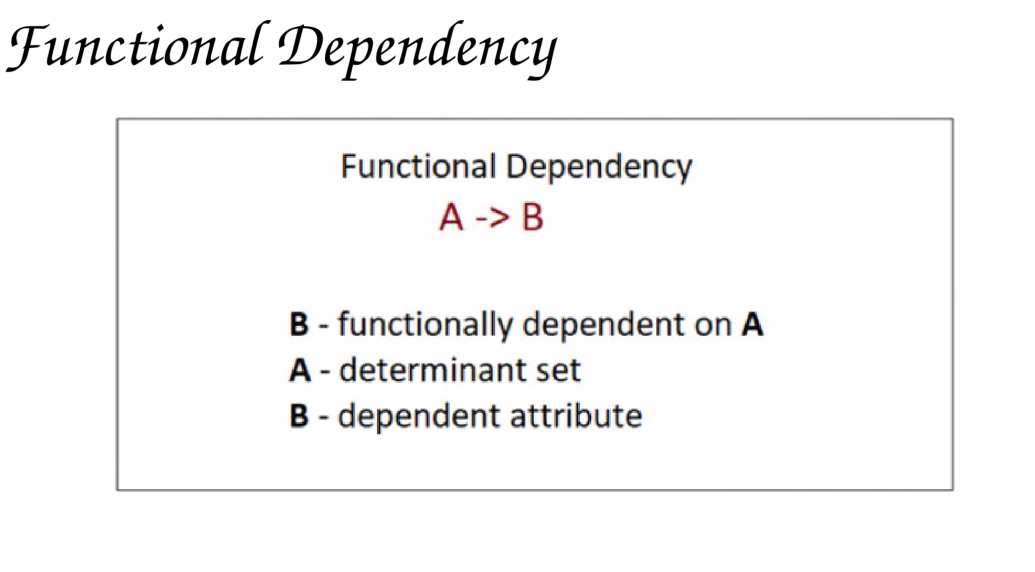 Functional Dependency
Functional Dependency
A -> B
B - functionally dependent on A
A - determinant set
B - dependent attribute